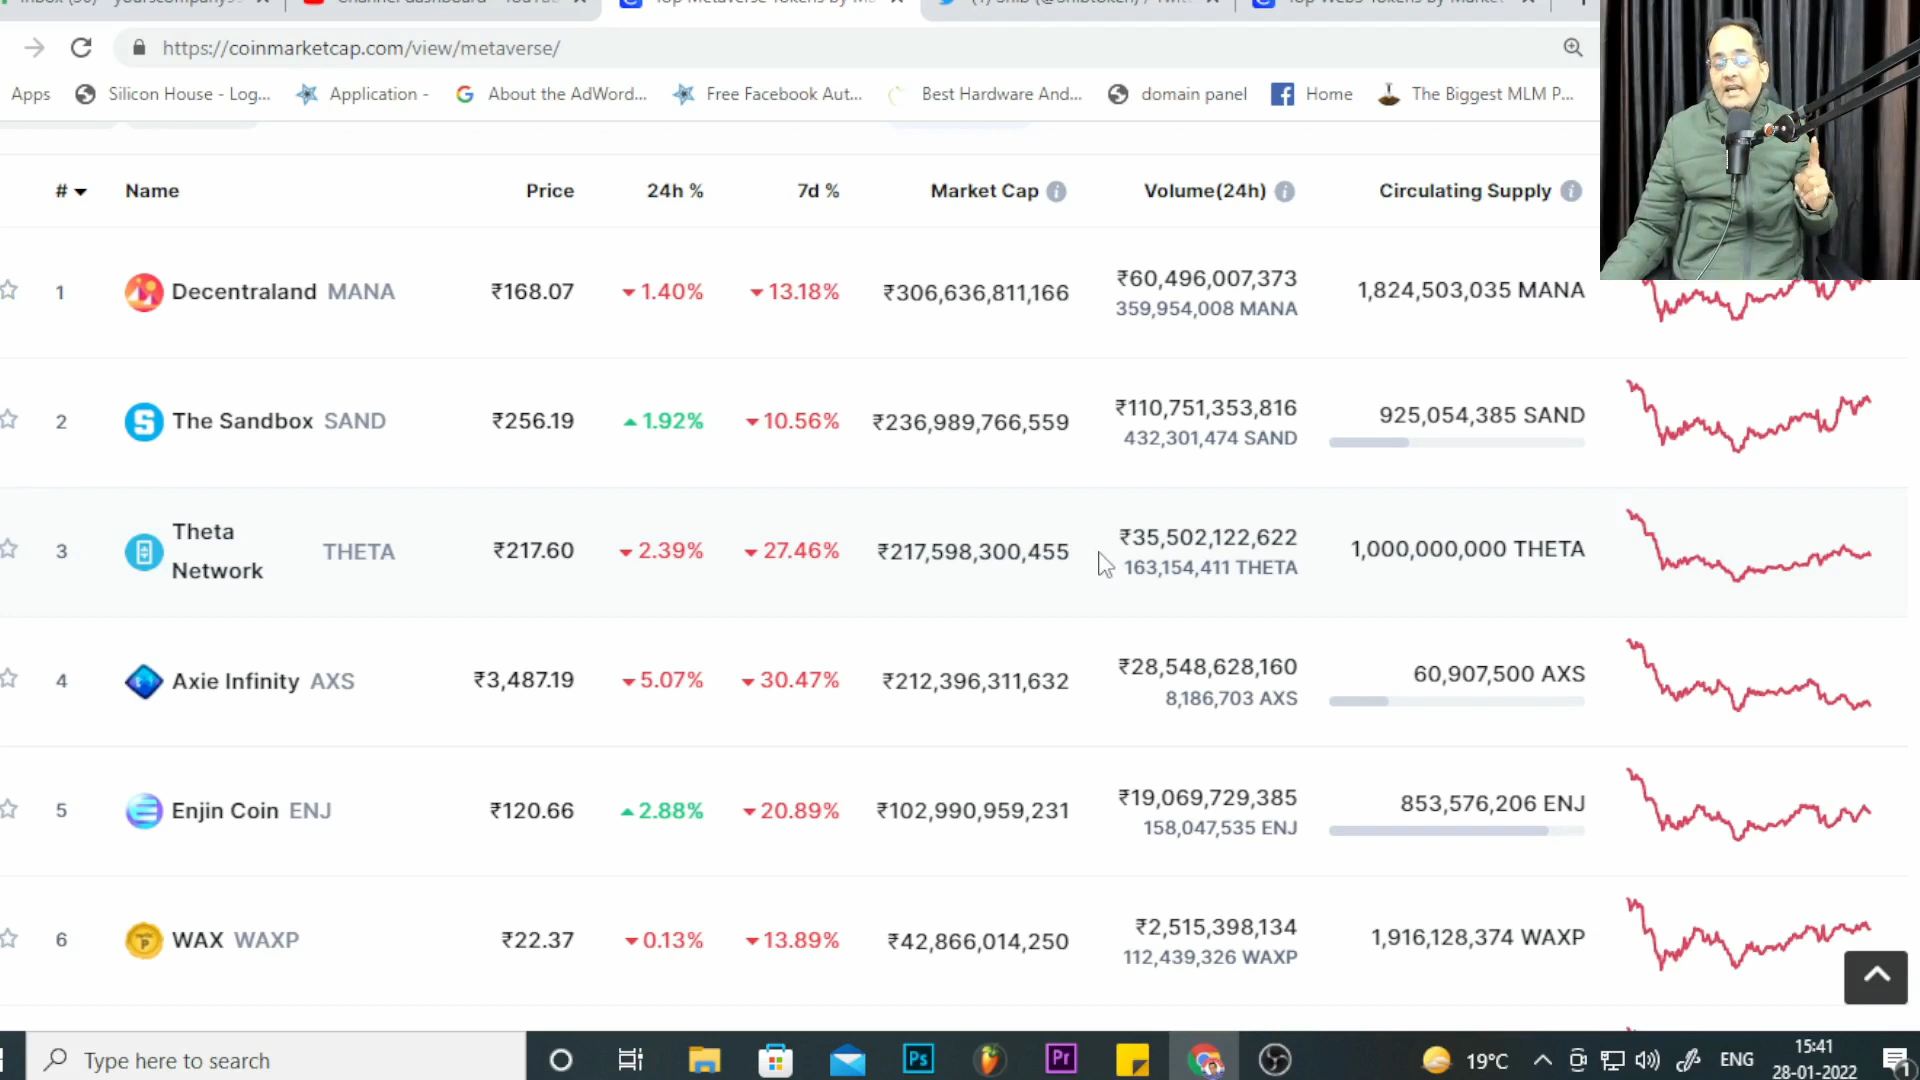 https://coinmarketcap.com/view/metaverse/
Apps Silicon House - Log... Application - About the AdWord... Free Facebook Aut... Best Hardware And... domain panel Home The Biggest MLM P...
# Name Price 24h % 7d % Market Cap Volume(24h) Circulating Supply
1 Decentraland MANA ₹168.07 1.40% 13.18% ₹306,636,811,166 ₹60,496,007,373 1,824,503,035 MANA
359,954,008 MANA
2 The Sandbox SAND ₹256.19 1.92% 10.56% ₹236,989,766,559 ₹110,751,353,816 925,054,385 SAND
432,301,474 SAND
3 Theta Network THETA ₹217.60 2.39% 27.46% ₹217,598,300,455 ₹35,502,122,622 1,000,000,000 THETA
163,154,411 THETA
4 Axie Infinity AXS ₹3,487.19 5.07% 30.47% ₹212,396,311,632 ₹28,548,628,160 60,907,500 AXS
8,186,703 AXS
5 Enjin Coin ENJ ₹120.66 2.88% 20.89% ₹102,990,959,231 ₹19,069,729,385 853,576,206 ENJ
158,047,535 ENJ
6 WAX WAXP ₹22.37 0.13% 13.89% ₹42,866,014,250 ₹2,515,398,134 1,916,128,374 WAXP
112,439,326 WAXP
Type here to search Ps Pr 19°C ENG 15:41
28-01-2022 1